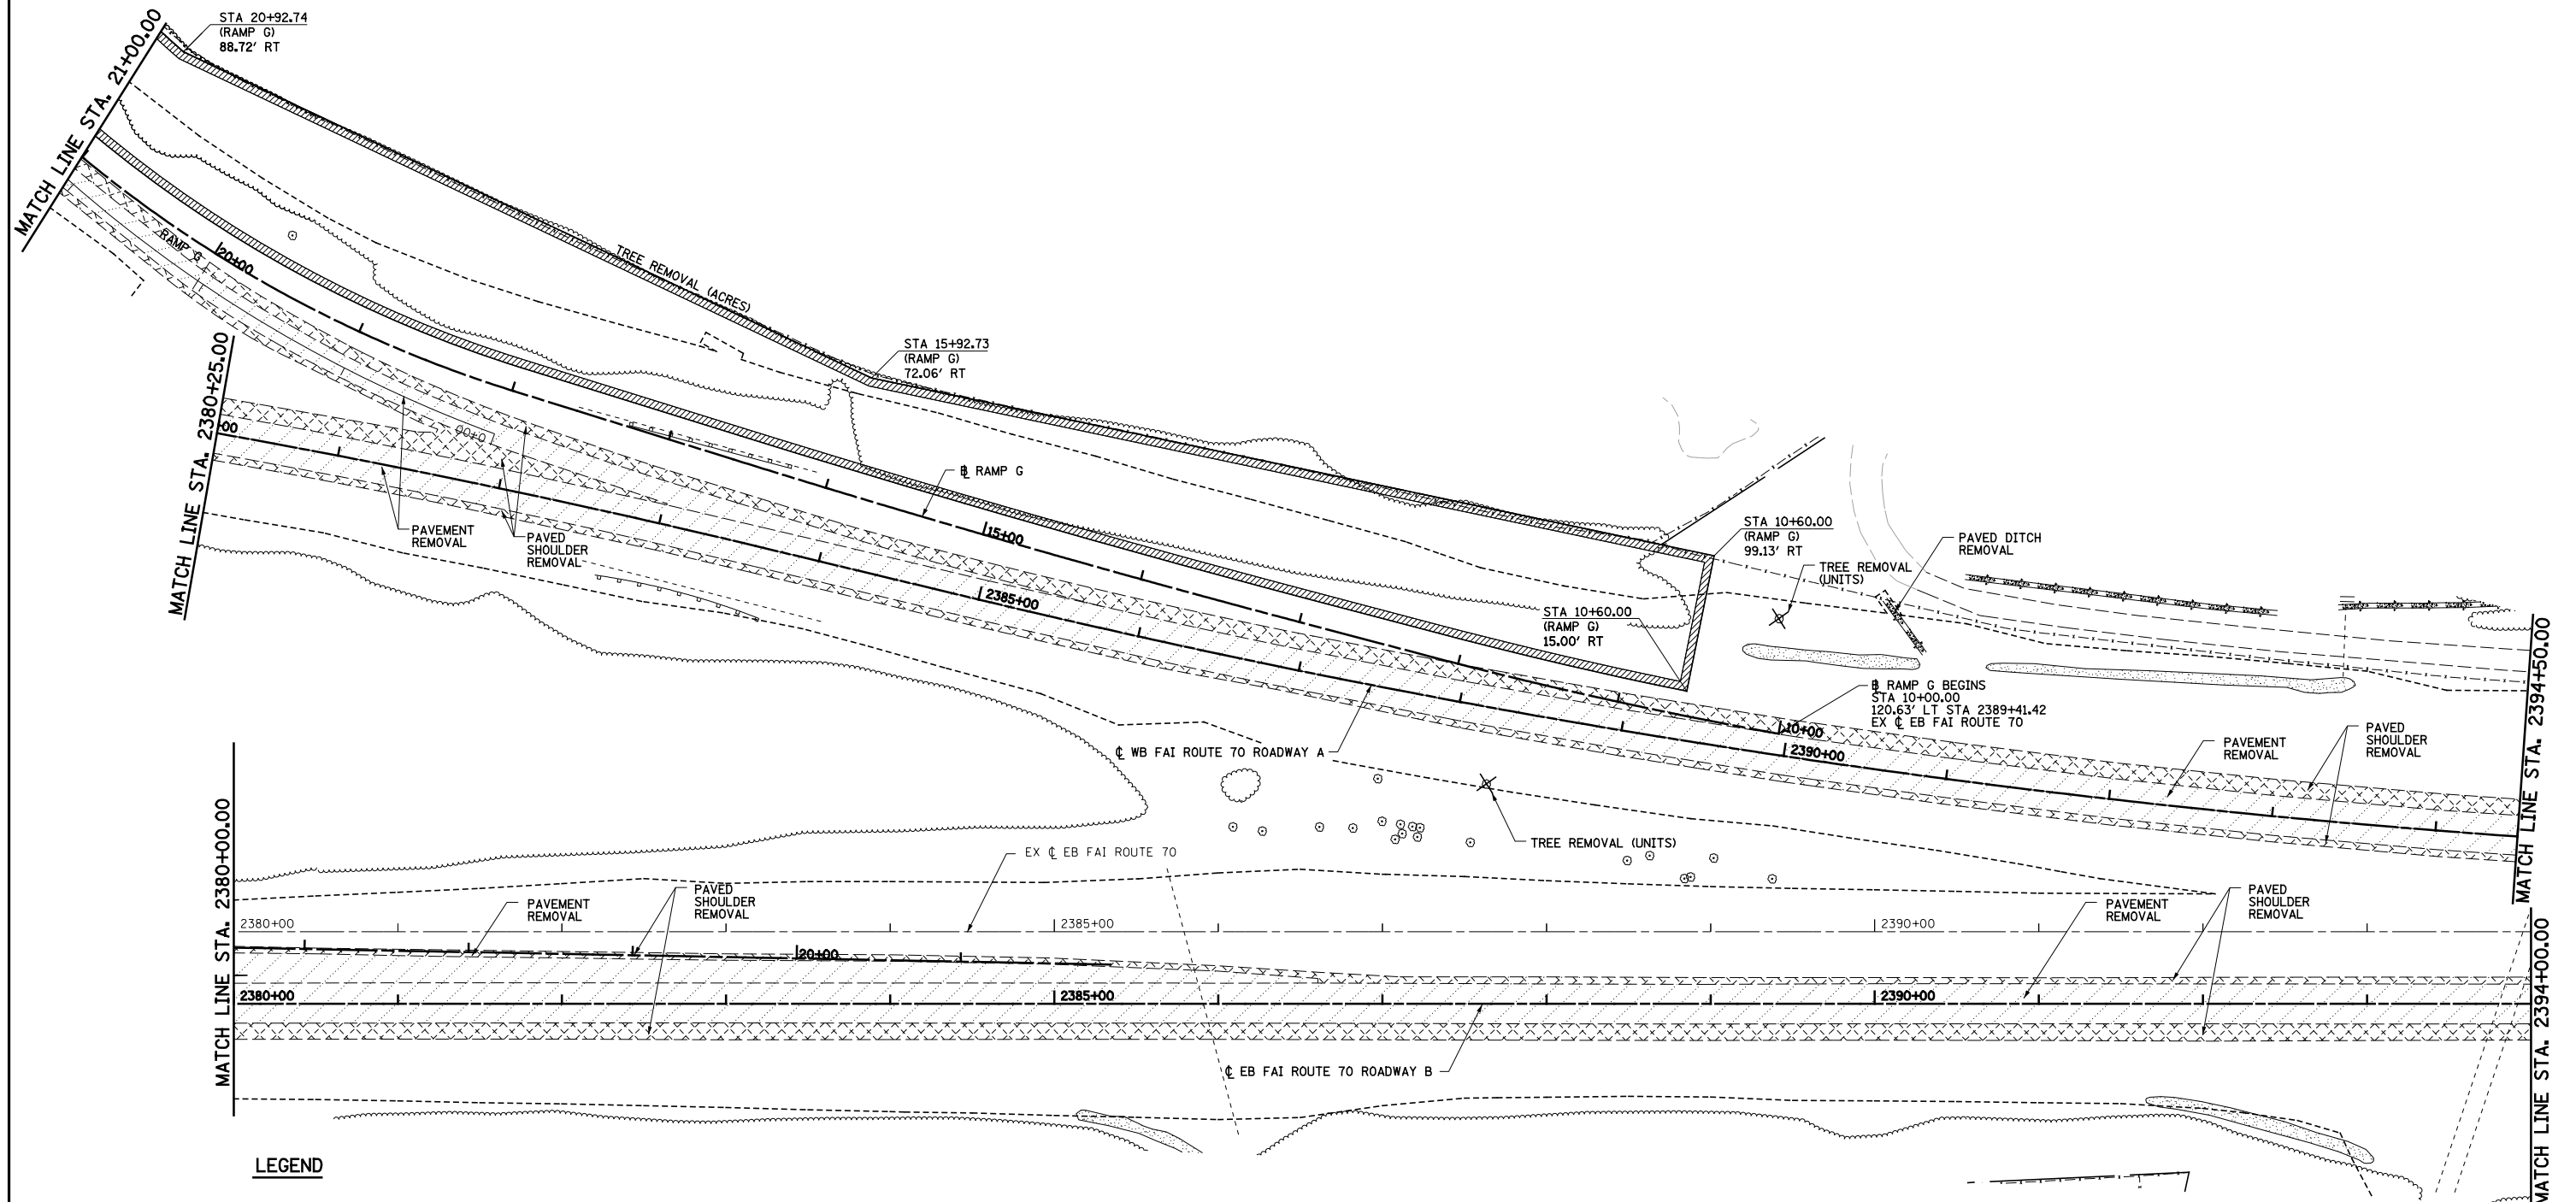 STA 20+92.74
(RAMP G)
88.72' RT
MATCH LINE STA. 21+00.00
RAMP G
20+00
TREE REMOVAL (ACRES)
STA 15+92.73
(RAMP G)
72.06' RT
MATCH LINE STA. 2380+25.00
00
0+00
PAVEMENT
REMOVAL
PAVED
SHOULDER
REMOVAL
℄ RAMP G
15+00
2385+00
STA 10+60.00
(RAMP G)
99.13' RT
TREE REMOVAL
(UNITS)
PAVED DITCH
REMOVAL
STA 10+60.00
(RAMP G)
15.00' RT
℄ RAMP G BEGINS
STA 10+00.00
120.63' LT STA 2389+41.42
EX ℄ EB FAI ROUTE 70
10+00
2390+00
℄ WB FAI ROUTE 70 ROADWAY A
PAVEMENT
REMOVAL
PAVED
SHOULDER
REMOVAL
MATCH LINE STA. 2394+50.00
TREE REMOVAL (UNITS)
MATCH LINE STA. 2380+00.00
EX ℄ EB FAI ROUTE 70
PAVEMENT
REMOVAL
PAVED
SHOULDER
REMOVAL
PAVEMENT
REMOVAL
PAVED
SHOULDER
REMOVAL
2380+00
2385+00
2390+00
20+00
2380+00
2385+00
2390+00
℄ EB FAI ROUTE 70 ROADWAY B
MATCH LINE STA. 2394+00.00
LEGEND